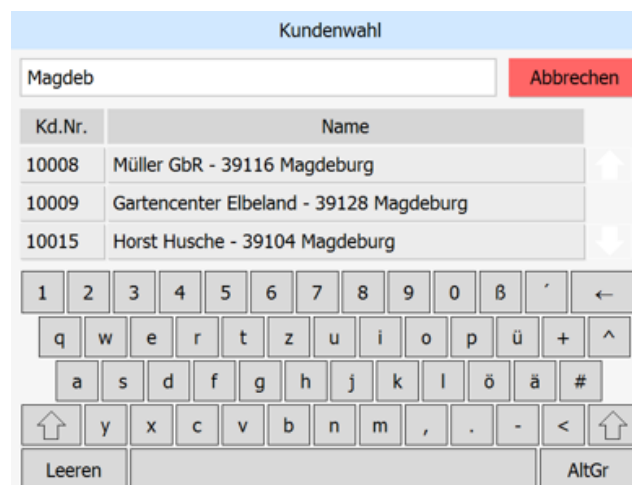 Kundenwahl
Magdeb Abbrechen
Kd.Nr. Name
10008 Müller GbR - 39116 Magdeburg
10009 Gartencenter Elbeland - 39128 Magdeburg
10015 Horst Husche - 39104 Magdeburg
1 2 3 4 5 6 7 8 9 0 ß ´ ←
q w e r t z u i o p ü + ^
a s d f g h j k l ö ä #
y x c v b n m , . - <
Leeren AltGr